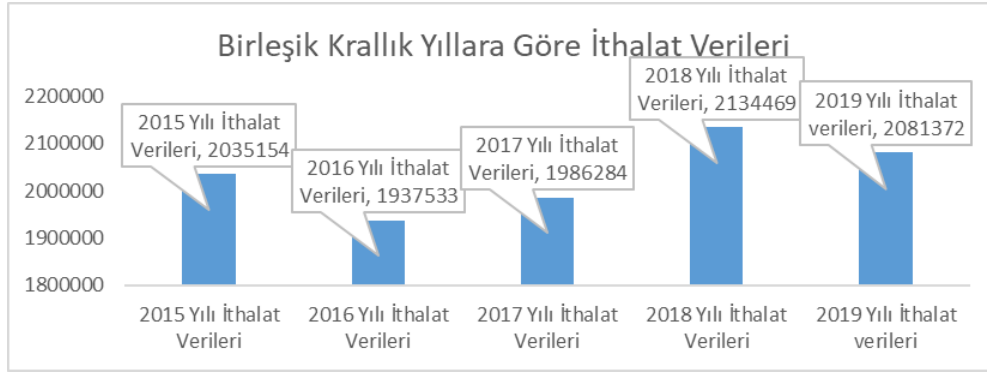 Birleşik Krallık Yıllara Göre İthalat Verileri
2200000
2100000
2000000
1900000
1800000
2015 Yılı İthalat
Verileri, 2035154
2016 Yılı İthalat
Verileri, 1937533
2017 Yılı İthalat
Verileri, 1986284
2018 Yılı İthalat
Verileri, 2134469
2019 Yılı İthalat
verileri, 2081372
2015 Yılı İthalat
Verileri
2016 Yılı İthalat
Verileri
2017 Yılı İthalat
Verileri
2018 Yılı İthalat
Verileri
2019 Yılı İthalat
verileri